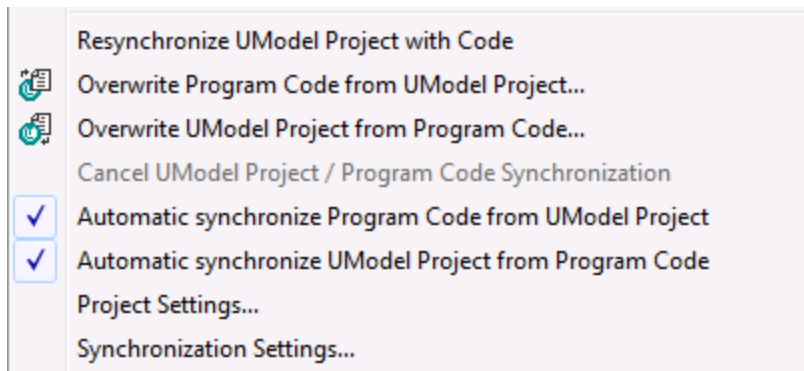 Resynchronize UModel Project with Code
Overwrite Program Code from UModel Project...
Overwrite UModel Project from Program Code...
Cancel UModel Project / Program Code Synchronization
Automatic synchronize Program Code from UModel Project
Automatic synchronize UModel Project from Program Code
Project Settings...
Synchronization Settings...